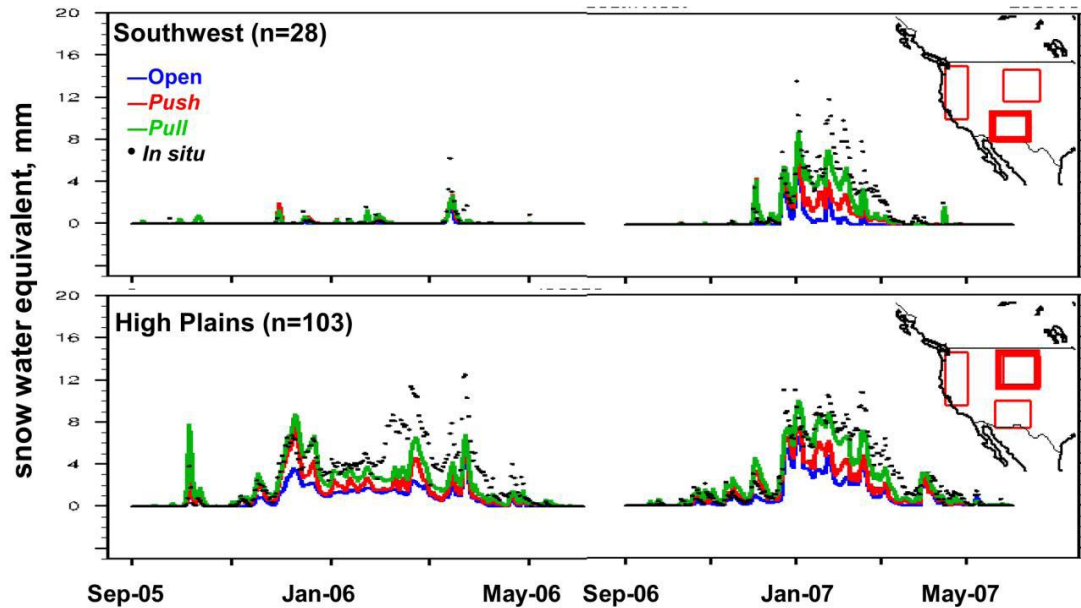 snow water equivalent, mm
20
16
12
8
4
0
Southwest (n=28)
—Open
—Push
—Pull
• In situ
20
16
12
8
4
0
High Plains (n=103)
Sep-05
Jan-06
May-06
Sep-06
Jan-07
May-07